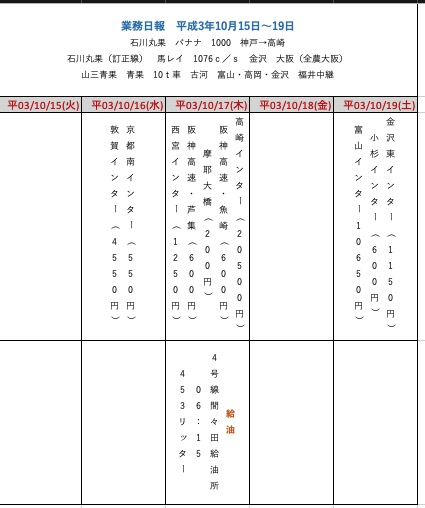 業務日報　平成3年10月15日～19日
石川丸果　バナナ　1000　神戸→高崎
石川丸果（訂正線）　馬レイ　1076ｃ／ｓ　金沢　大阪（全農大阪）
山三青果　青果　10ｔ車　古河　富山・高岡・金沢　福井中継
平03/10/15(火)
平03/10/16(水)
平03/10/17(木)
平03/10/18(金)
平03/10/19(土)
京都南インター（550円）
敦賀インター（4550円）
高崎インター（20500円）
阪神高速・魚崎（600円）
摩耶大橋（200円）
阪神高速・芦集（600円）
西宮インター（1250円）
金沢東インター（1150円）
小杉インター（600円）
富山インター10650円）
給油
4号線間々田給油所
06：15
453リッター